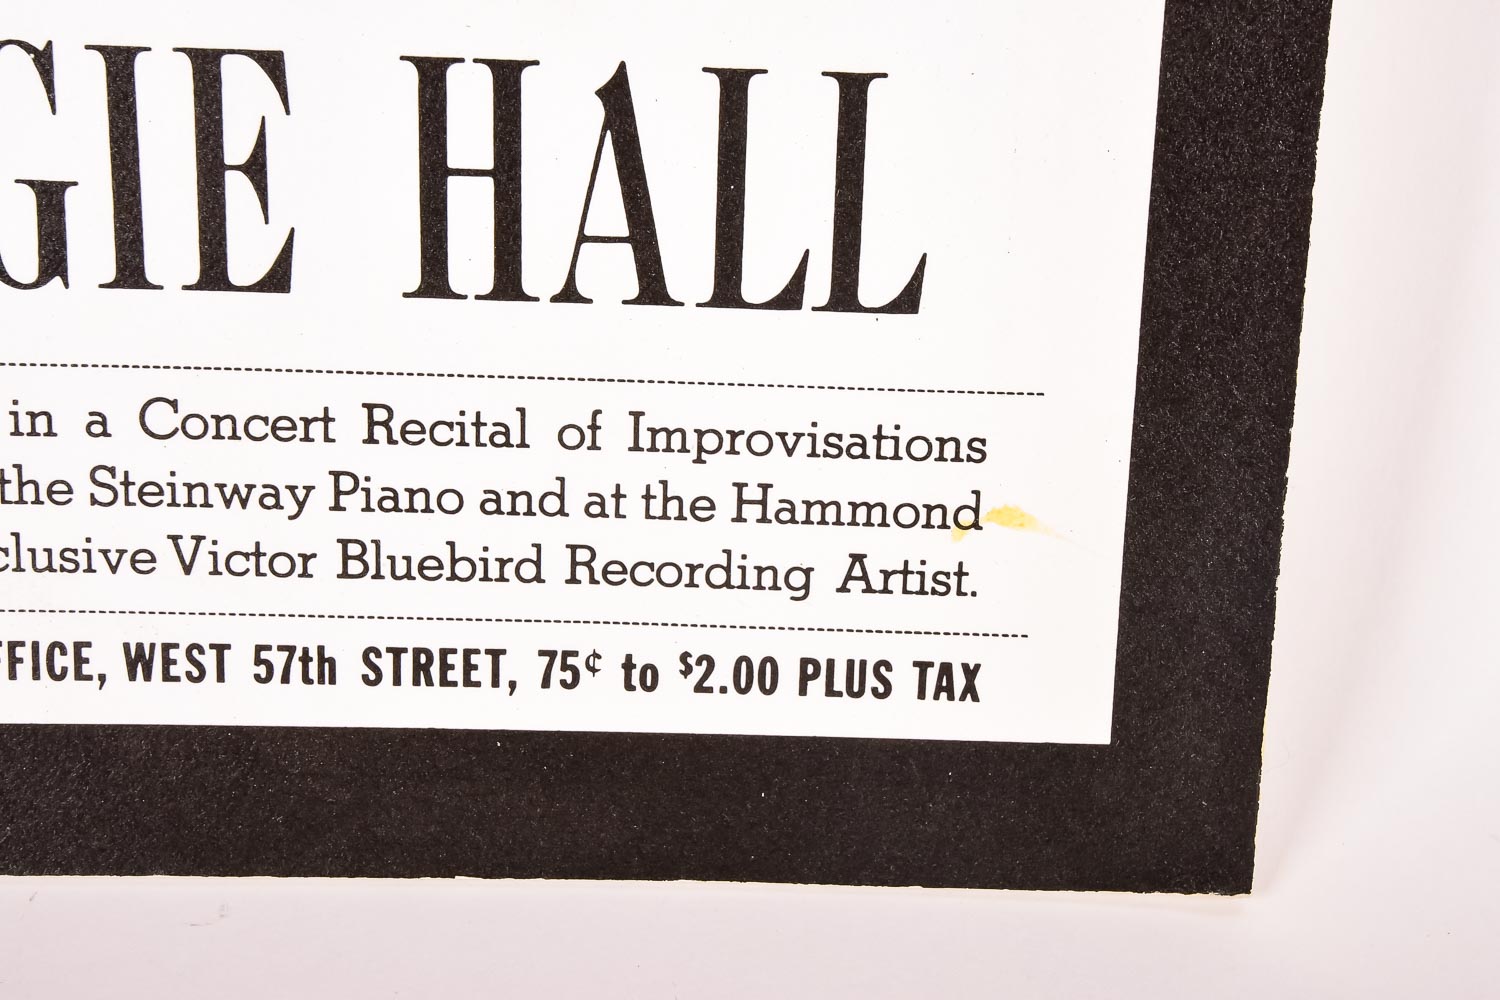 GIE HALL
in a Concert Recital of Improvisations
the Steinway Piano and at the Hammond
clusive Victor Bluebird Recording Artist.
FFICE, WEST 57th STREET, 75¢ to $2.00 PLUS TAX